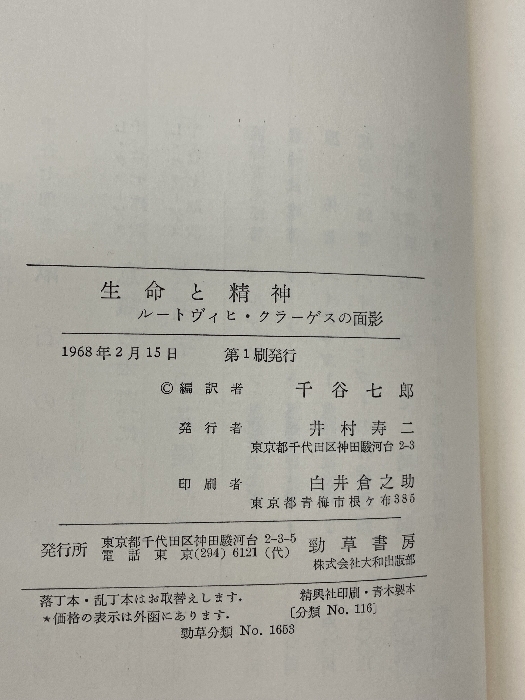 生命と精神
ルートヴィヒ・クラーゲスの面影
1968年2月15日 第1刷発行
©編訳者 千谷七郎
発行者 井村寿二
東京都千代田区神田駿河台 2-3
印刷者 白井倉之助
東京都青梅市根ヶ布385
発行所 東京都千代田区神田駿河台 2-3-5
電話 東京(294) 6121 (代)
勁草書房
株式会社大和出版部
落丁本・乱丁本はお取替えします. 精興社印刷・青木製本
*価格の表示は外函にあります. 〔分類 No. 116〕
勁草分類 No. 1653